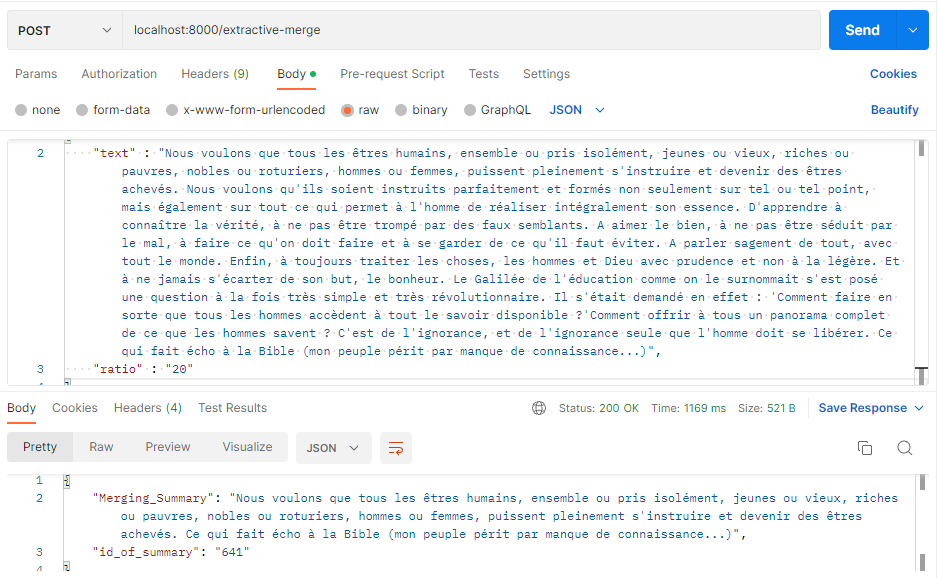 POST
localhost:8000/extractive-merge
Send
Params Authorization Headers (9) Body Pre-request Script Tests Settings Cookies
none form-data x-www-form-urlencoded raw binary GraphQL JSON Beautify
2 "text" : "Nous voulons que tous les êtres humains, ensemble ou pris isolément, jeunes ou vieux, riches ou
pauvres, nobles ou roturiers, hommes ou femmes, puissent pleinement s'instruire et devenir des êtres
achevés. Nous voulons qu'ils soient instruits parfaitement et formés non seulement sur tel ou tel point,
mais également sur tout ce qui permet à l'homme de réaliser intégralement son essence. D'apprendre à
connaître la vérité, à ne pas être trompé par des faux semblants. A aimer le bien, à ne pas être séduit par
le mal, à faire ce qu'on doit faire et à se garder de ce qu'il faut éviter. A parler sagement de tout, avec
tout le monde. Enfin, à toujours traiter les choses, les hommes et Dieu avec prudence et non à la légère. Et
à ne jamais s'écarter de son but, le bonheur. Le Galilée de l'éducation comme on le surnommait s'est posé
une question à la fois très simple et très révolutionnaire. Il s'était demandé en effet : 'Comment faire en
sorte que tous les hommes accèdent à tout le savoir disponible ?'Comment offrir à tous un panorama complet
de ce que les hommes savent ? C'est de l'ignorance, et de l'ignorance seule que l'homme doit se libérer. Ce
qui fait écho à la Bible (mon peuple périt par manque de connaissance...)",
3 "ratio" : "20"
4 }
Body Cookies Headers (4) Test Results Status: 200 OK Time: 1169 ms Size: 521 B Save Response
Pretty Raw Preview Visualize JSON
1 {
2 "Merging_Summary": "Nous voulons que tous les êtres humains, ensemble ou pris isolément, jeunes ou vieux, riches
ou pauvres, nobles ou roturiers, hommes ou femmes, puissent pleinement s'instruire et devenir des êtres
achevés. Ce qui fait écho à la Bible (mon peuple périt par manque de connaissance...)",
3 "id_of_summary": "641"
4 }